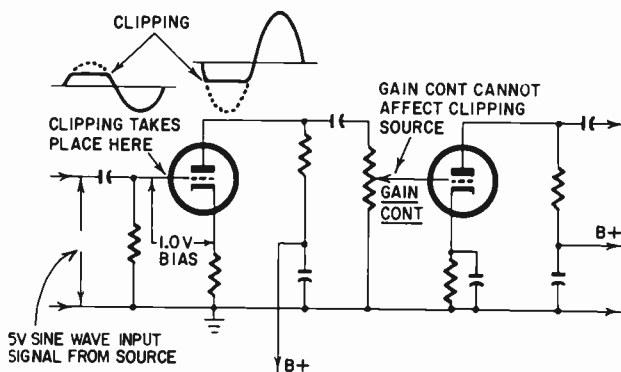 CLIPPING
GAIN CONT CANNOT
AFFECT CLIPPING
SOURCE
CLIPPING TAKES
PLACE HERE
GAIN
CONT
1.0V
BIAS
B+
5V SINE WAVE INPUT
SIGNAL FROM SOURCE
B+